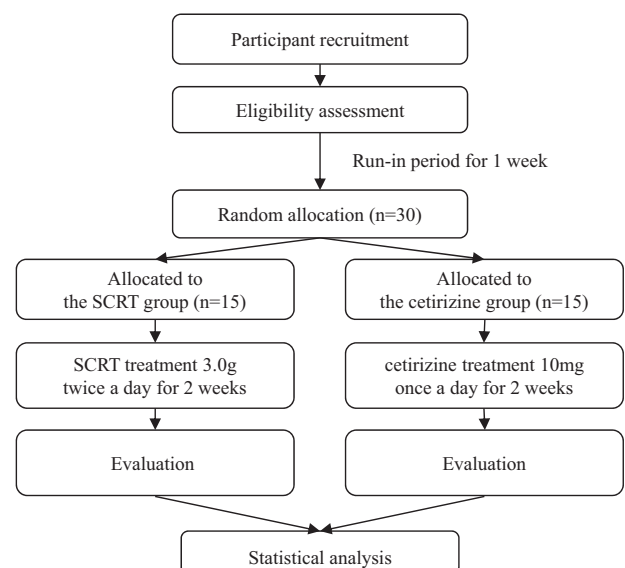 Participant recruitment
Eligibility assessment
Run-in period for 1 week
Random allocation (n=30)
Allocated to
the SCRT group (n=15)
Allocated to
the cetirizine group (n=15)
SCRT treatment 3.0g
twice a day for 2 weeks
cetirizine treatment 10mg
once a day for 2 weeks
Evaluation
Evaluation
Statistical analysis